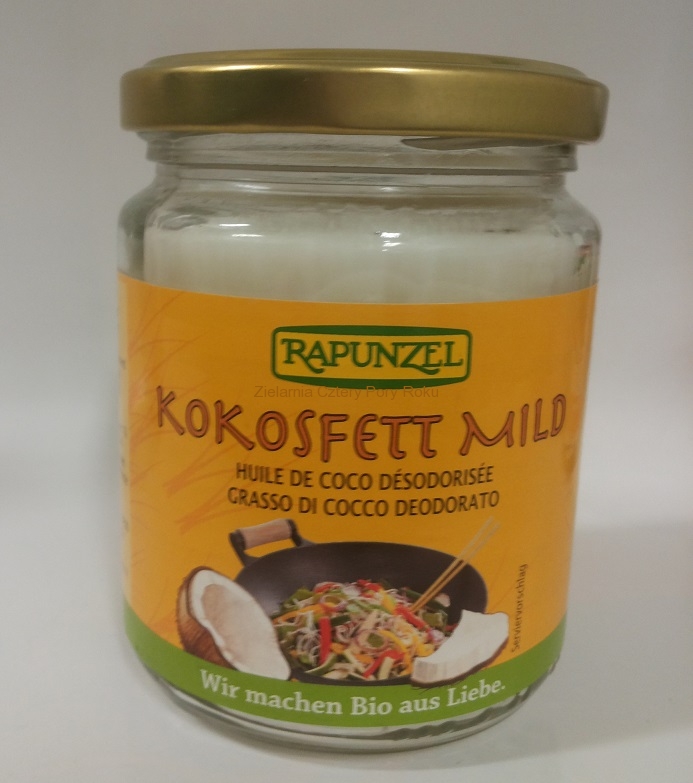 RAPUNZEL
Zielarnia Cztery Pory Roku
KOKOSFETT MILD
HUILE DE COCO DÉSODORISÉE
GRASSO DI COCCO DEODORATO
Serviervorschlag
Wir machen Bio aus Liebe.